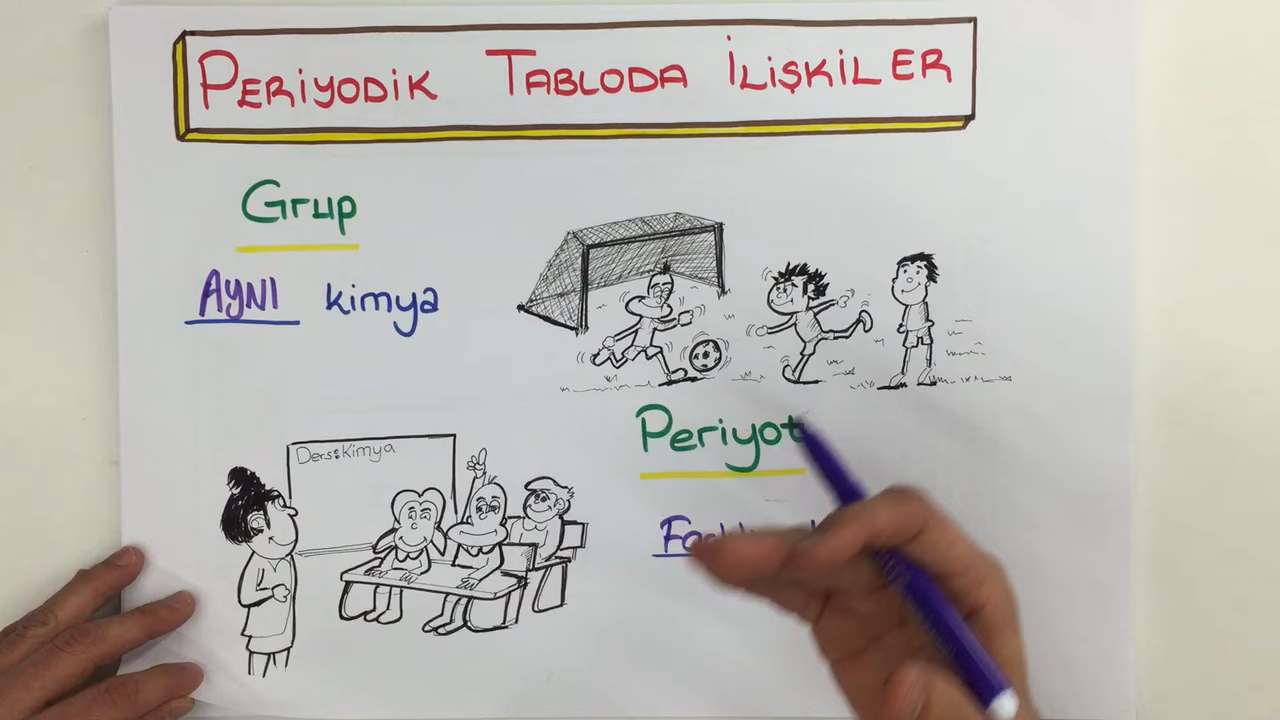 PERİYODİK TABLODA İLİŞKİLER
Grup
AYNI kimya
Ders:Kimya
Periyot